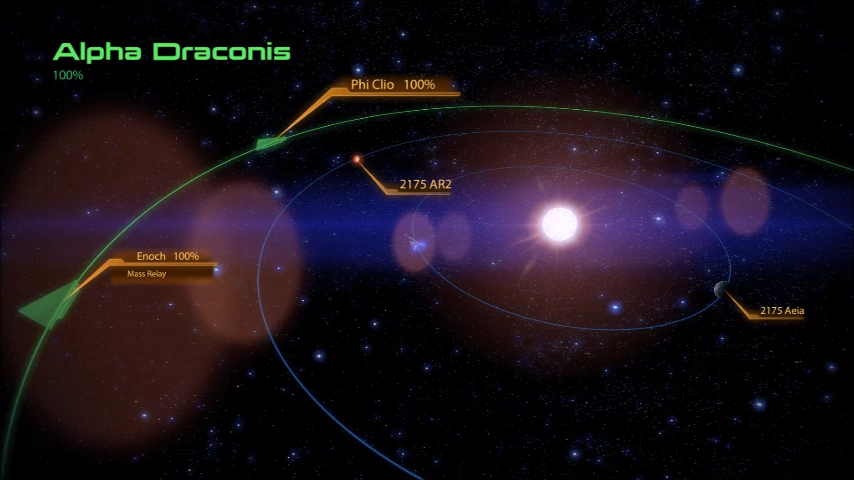 Alpha Draconis
100%
Phi Clio 100%
2175 AR2
Enoch 100%
Mass Relay
2175 Aeia